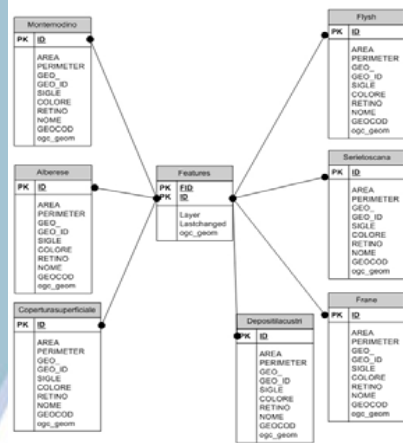 Montemodino
PK ID
AREA
PERIMETER
GEO_
GEO_ID
SIGLE
COLORE
RETINO
NOME
GEOCOD
ogc_geom
Alberese
PK ID
AREA
PERIMETER
GEO_
GEO_ID
SIGLE
COLORE
RETINO
NOME
GEOCOD
ogc_geom
Coperturasuperficiale
PK ID
AREA
PERIMETER
GEO_
GEO_ID
SIGLE
COLORE
RETINO
NOME
GEOCOD
ogc_geom
Features
PK FID
PK ID
Layer
Lastchanged
ogc_geom
Depositilacustri
PK ID
AREA
PERIMETER
GEO_
GEO_ID
SIGLE
COLORE
RETINO
NOME
GEOCOD
ogc_geom
Flysh
PK ID
AREA
PERIMETER
GEO_
GEO_ID
SIGLE
COLORE
RETINO
NOME
GEOCOD
ogc_geom
Serietoscana
PK ID
AREA
PERIMETER
GEO_
GEO_ID
SIGLE
COLORE
RETINO
NOME
GEOCOD
ogc_geom
Frane
PK ID
AREA
PERIMETER
GEO_
GEO_ID
SIGLE
COLORE
RETINO
NOME
GEOCOD
ogc_geom